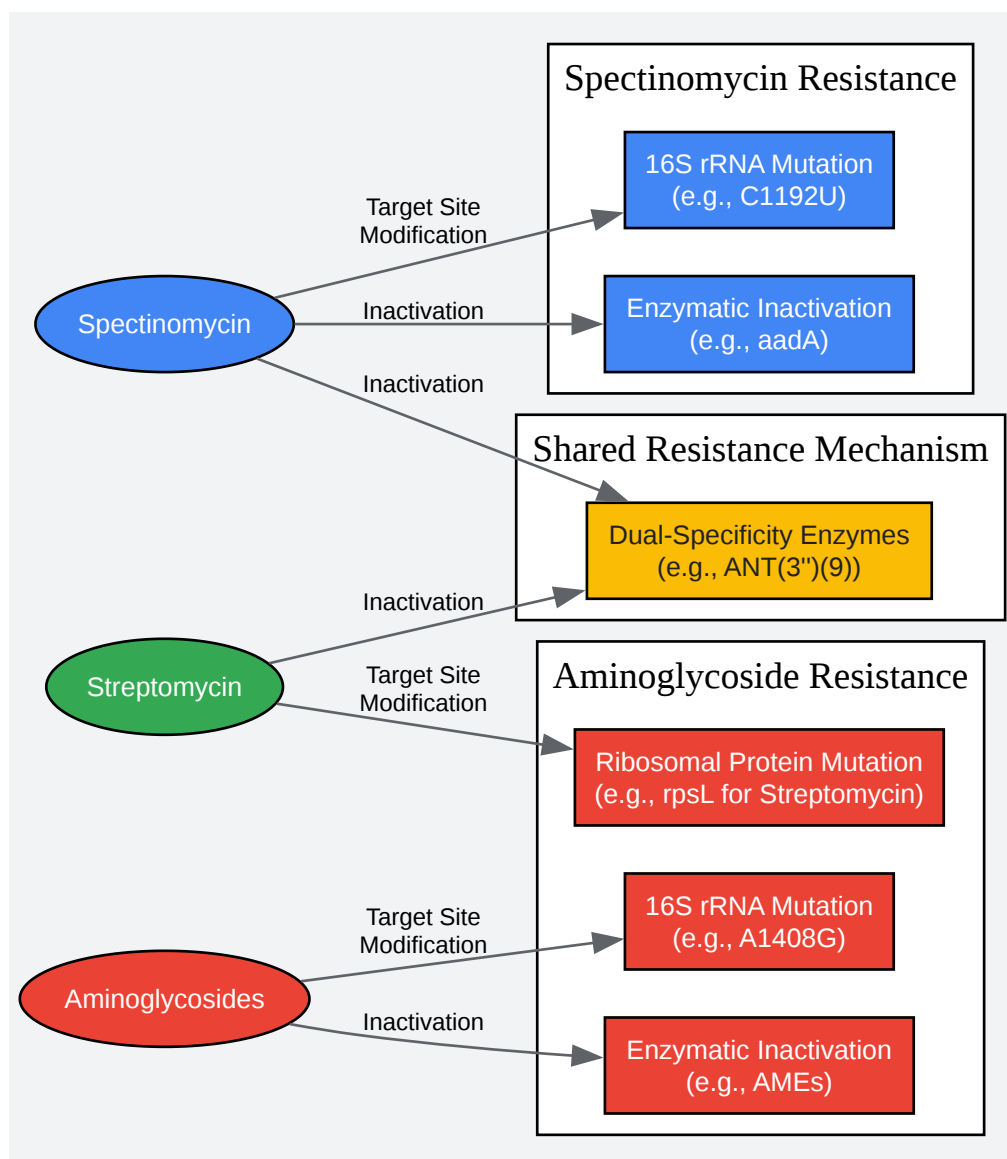 Spectinomycin Resistance
16S rRNA Mutation
(e.g., C1192U)
Target Site
Modification
Enzymatic Inactivation
(e.g., aadA)
Inactivation
Spectinomycin
Inactivation
Shared Resistance Mechanism
Dual-Specificity Enzymes
(e.g., ANT(3")(9))
Inactivation
Streptomycin
Target Site
Modification
Aminoglycoside Resistance
Ribosomal Protein Mutation
(e.g., rpsL for Streptomycin)
16S rRNA Mutation
(e.g., A1408G)
Target Site
Modification
Aminoglycosides
Inactivation
Enzymatic Inactivation
(e.g., AMEs)